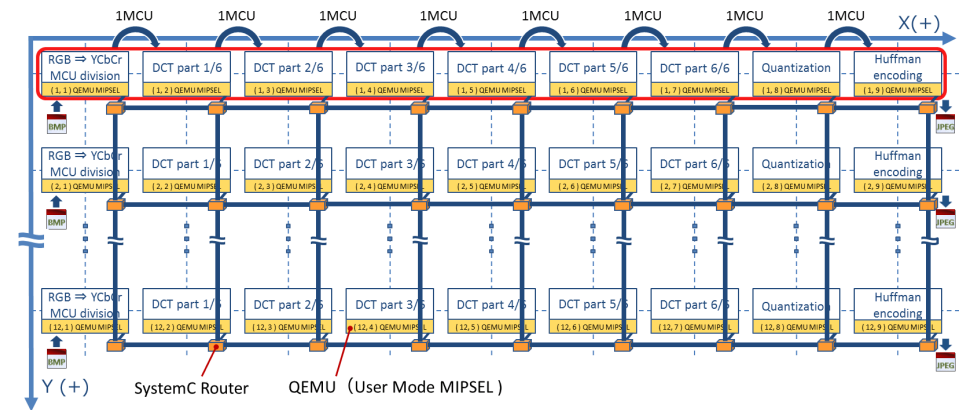 1MCU 1MCU 1MCU 1MCU 1MCU 1MCU 1MCU 1MCU
X(+)
RGB ⇒ YCbCr
MCU division
DCT part 1/6
DCT part 2/6
DCT part 3/6
DCT part 4/6
DCT part 5/6
DCT part 6/6
Quantization
Huffman
encoding
( 1, 1 ) QEMU MIPSEL
( 1, 2 ) QEMU MIPSEL
( 1, 3 ) QEMU MIPSEL
( 1, 4 ) QEMU MIPSEL
( 1, 5 ) QEMU MIPSEL
( 1, 6 ) QEMU MIPSEL
( 1, 7 ) QEMU MIPSEL
( 1, 8 ) QEMU MIPSEL
( 1, 9 ) QEMU MIPSEL
BMP
JPEG
RGB ⇒ YCbCr
MCU division
DCT part 1/6
DCT part 2/6
DCT part 3/6
DCT part 4/6
DCT part 5/6
DCT part 6/6
Quantization
Huffman
encoding
( 2, 1 ) QEMU MIPSEL
( 2, 2 ) QEMU MIPSEL
( 2, 3 ) QEMU MIPSEL
( 2, 4 ) QEMU MIPSEL
( 2, 5 ) QEMU MIPSEL
( 2, 6 ) QEMU MIPSEL
( 2, 7 ) QEMU MIPSEL
( 2, 8 ) QEMU MIPSEL
( 2, 9 ) QEMU MIPSEL
BMP
JPEG
RGB ⇒ YCbCr
MCU division
DCT part 1/6
DCT part 2/6
DCT part 3/6
DCT part 4/6
DCT part 5/6
DCT part 6/6
Quantization
Huffman
encoding
(12, 1 ) QEMU MIPSEL
(12, 2 ) QEMU MIPSEL
(12, 3 ) QEMU MIPSEL
(12, 4 ) QEMU MIPSEL
(12, 5 ) QEMU MIPSEL
(12, 6 ) QEMU MIPSEL
(12, 7 ) QEMU MIPSEL
(12, 8 ) QEMU MIPSEL
(12, 9 ) QEMU MIPSEL
BMP
JPEG
Y (+)
SystemC Router
QEMU （User Mode MIPSEL )